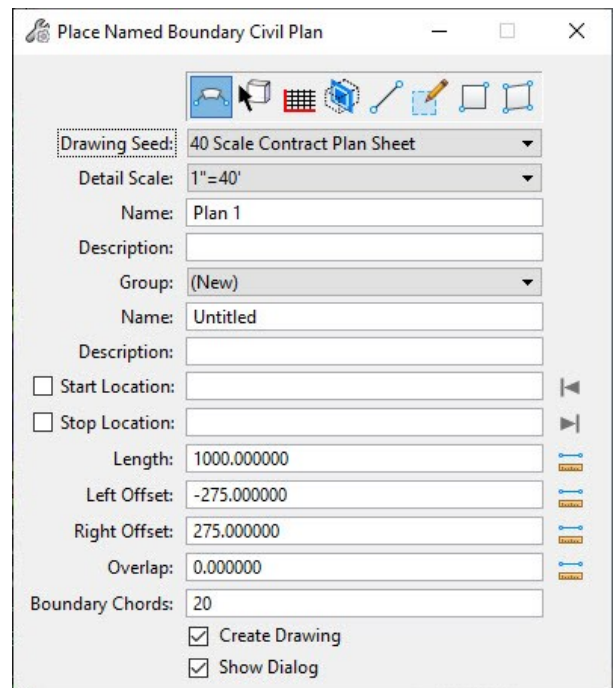 Place Named Boundary Civil Plan
Drawing Seed: 40 Scale Contract Plan Sheet
Detail Scale: 1"=40'
Name: Plan 1
Description:
Group: (New)
Name: Untitled
Description:
Start Location:
Stop Location:
Length: 1000.000000
Left Offset: -275.000000
Right Offset: 275.000000
Overlap: 0.000000
Boundary Chords: 20
Create Drawing
Show Dialog